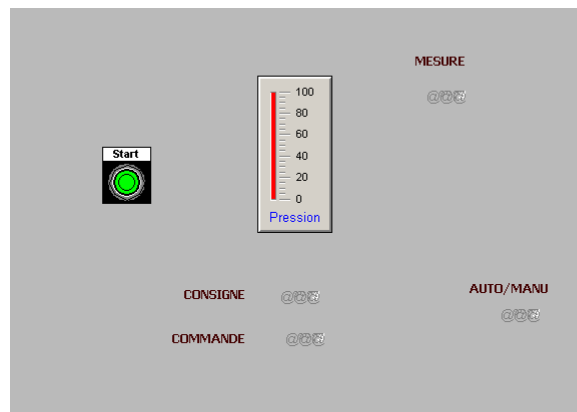 MESURE
@@@
100
80
60
40
20
0
Pression
Start
CONSIGNE @@@
AUTO/MANU
@@@
COMMANDE @@@